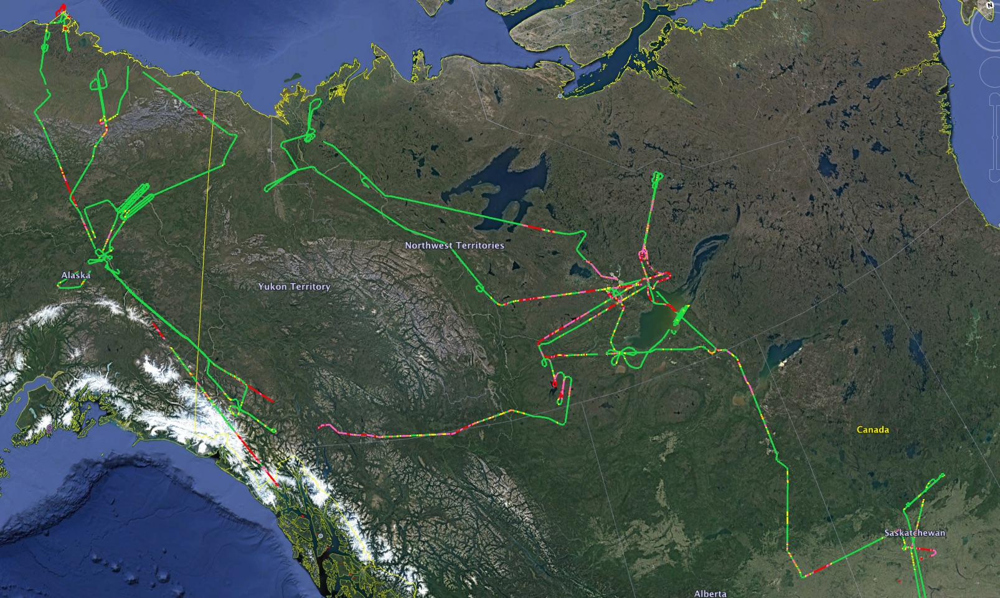 N
Northwest Territories
Alaska
Yukon Territory
Canada
Saskatchewan
Alberta